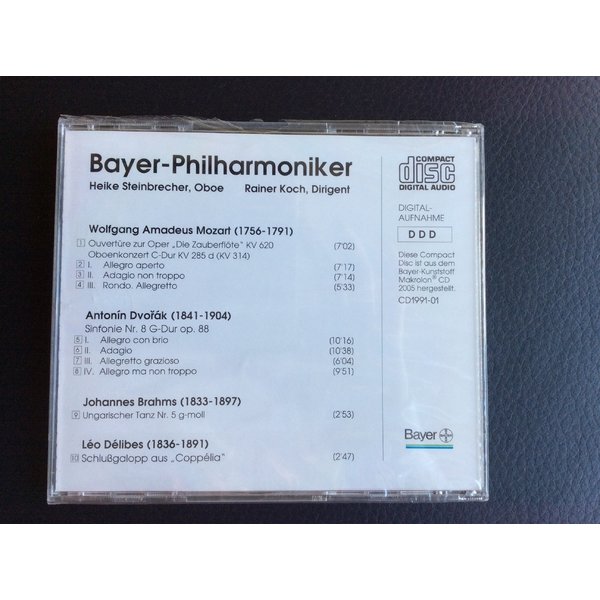 Bayer-Philharmoniker
Heike Steinbrecher, Oboe Rainer Koch, Dirigent
Wolfgang Amadeus Mozart (1756-1791)
1 Ouvertüre zur Oper „Die Zauberflöte" KV 620 (7'02)
Oboenkonzert C-Dur KV 285 d (KV 314)
2 I. Allegro aperto (7'17)
3 II. Adagio non troppo (7'14)
4 III. Rondo. Allegretto (5'33)
Antonín Dvořák (1841-1904)
Sinfonie Nr. 8 G-Dur op. 88
5 I. Allegro con brio (10'16)
6 II. Adagio (10'38)
7 III. Allegretto grazioso (6'04)
8 IV. Allegro ma non troppo (9'51)
Johannes Brahms (1833-1897)
9 Ungarischer Tanz Nr. 5 g-moll (2'53)
Léo Délibes (1836-1891)
10 Schlußgalopp aus „Coppélia" (2'47)
COMPACT
disc
DIGITAL AUDIO
DIGITAL-
AUFNAHME
DDD
Diese Compact
Disc ist aus dem
Bayer-Kunststoff
Makrolon® CD
2005 hergestellt.
CD1991-01
Bayer